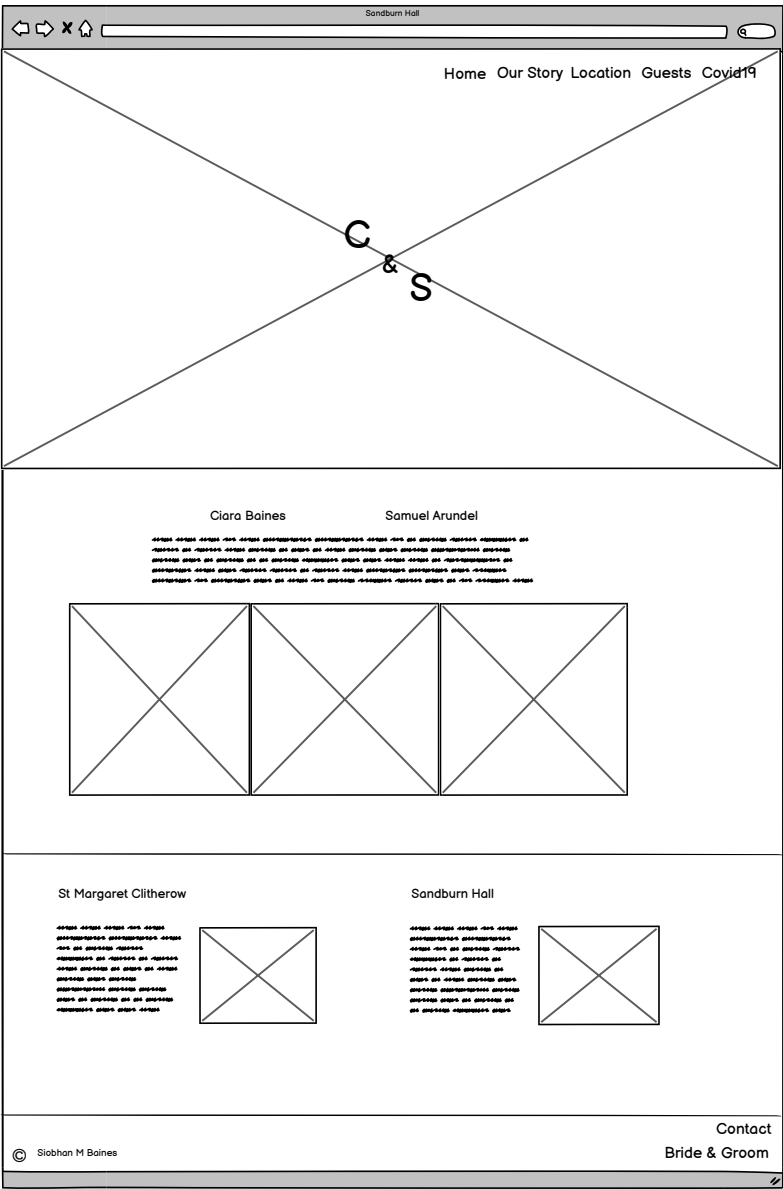 Sandburn Hall
Home Our Story Location Guests Covid19
C
&
S
Ciara Baines Samuel Arundel
St Margaret Clitherow Sandburn Hall
Contact
© Siobhan M Baines Bride & Groom